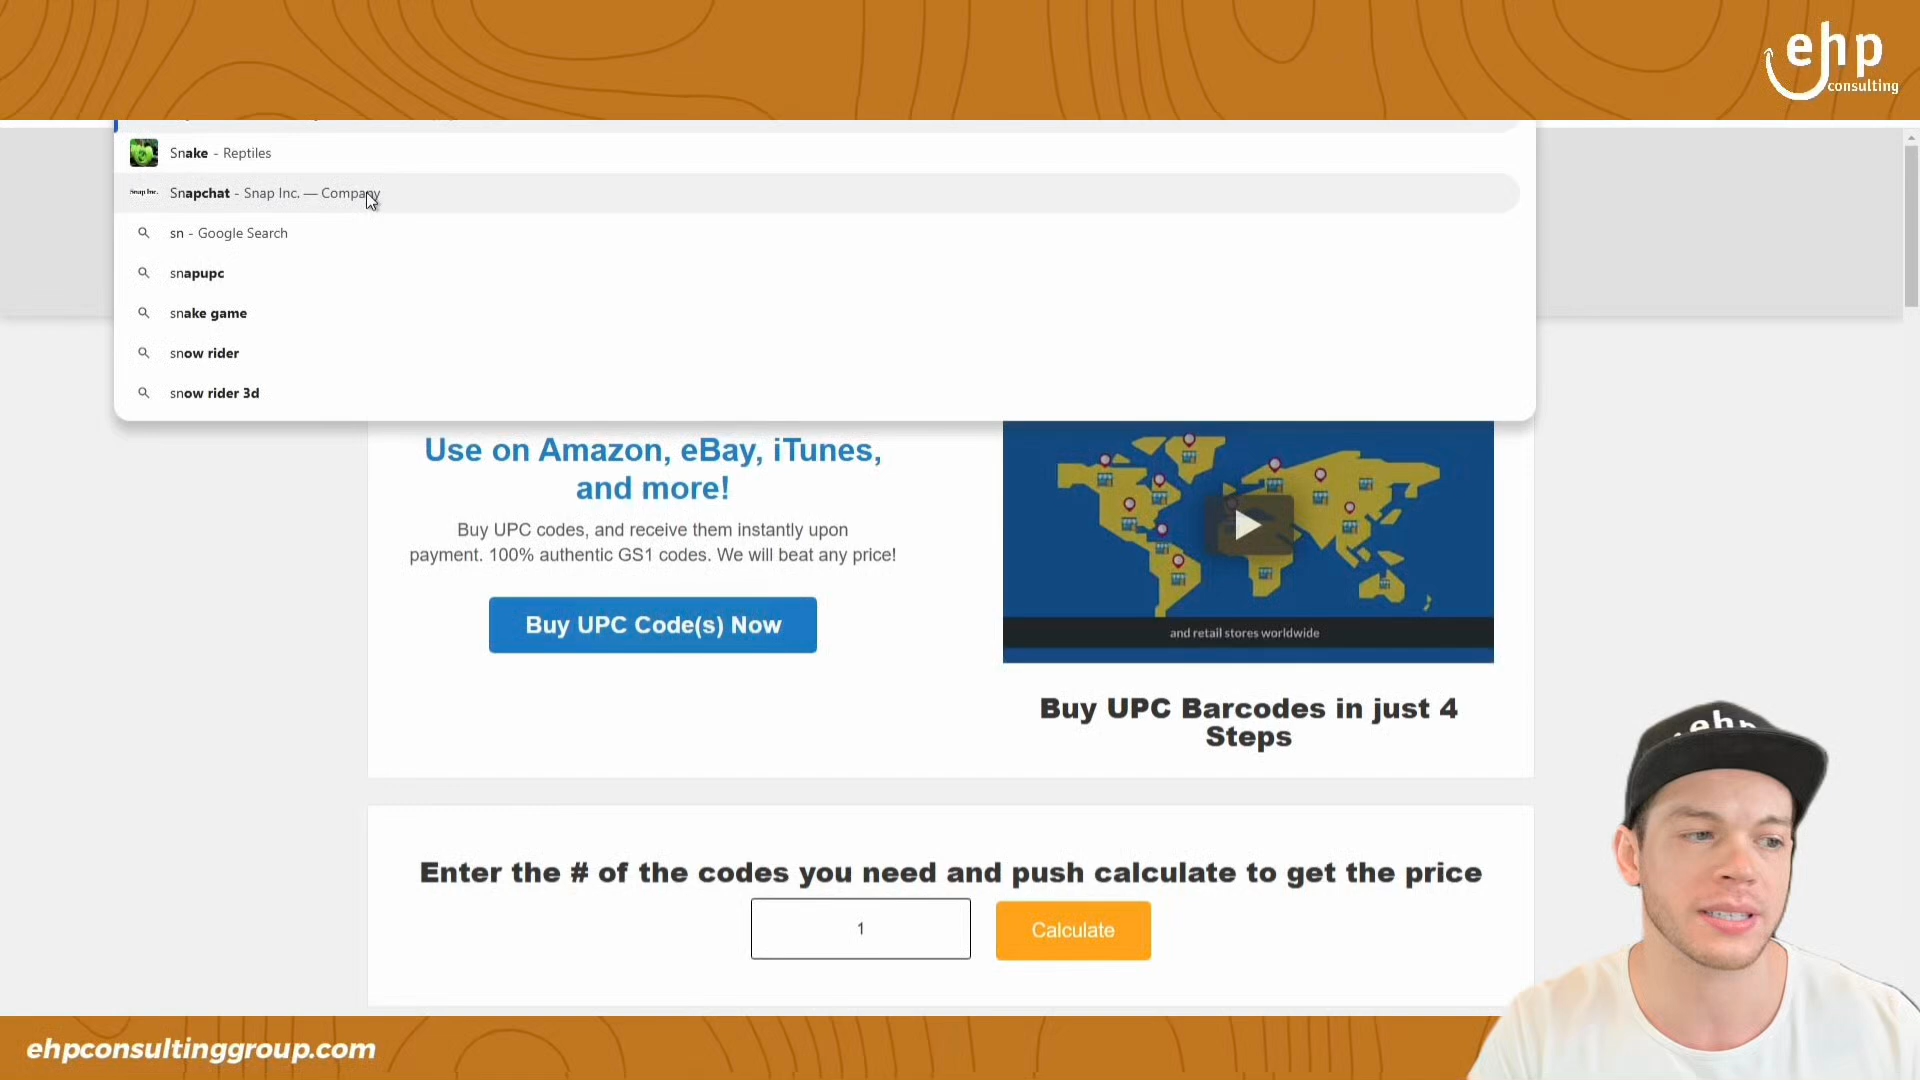 ehp
consulting
Snake - Reptiles
Snap Inc. Snapchat - Snap Inc. — Company
sn - Google Search
snapupc
snake game
snow rider
snow rider 3d
Use on Amazon, eBay, iTunes,
and more!
Buy UPC codes, and receive them instantly upon
payment. 100% authentic GS1 codes. We will beat any price!
Buy UPC Code(s) Now
and retail stores worldwide
Buy UPC Barcodes in just 4
Steps
Enter the # of the codes you need and push calculate to get the price
1
Calculate
ehp
ehpconsultinggroup.com